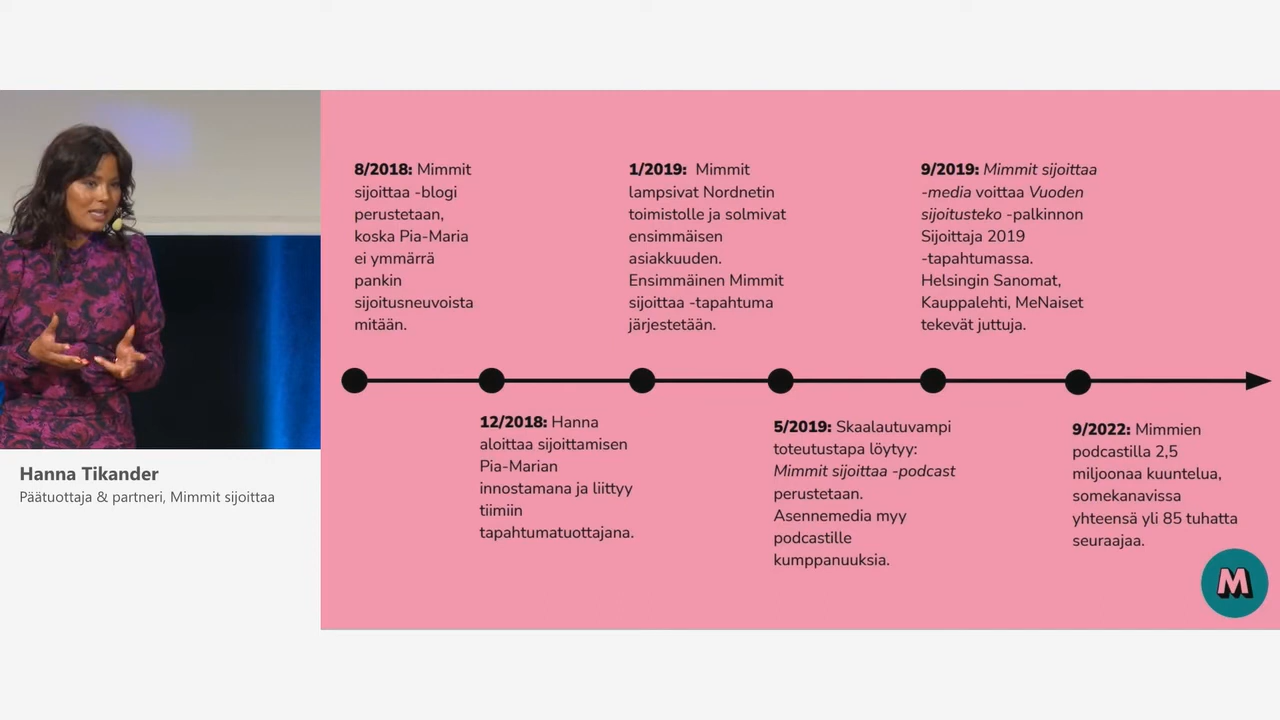 Hanna Tikander
Päätuottaja & partneri, Mimmit sijoittaa
8/2018: Mimmit
sijoittaa -blogi
perustetaan,
koska Pia-Maria
ei ymmärrä
pankin
sijoitusneuvoista
mitään.
12/2018: Hanna
aloittaa sijoittamisen
Pia-Marian
innostamana ja liittyy
tiimiin
tapahtumatuottajana.
1/2019: Mimmit
lampsivat Nordnetin
toimistolle ja solmivat
ensimmäisen
asiakkuuden.
Ensimmäinen Mimmit
sijoittaa -tapahtuma
järjestetään.
5/2019: Skaalautuvampi
toteutustapa löytyy:
Mimmit sijoittaa -podcast
perustetaan.
Asennemedia myy
podcastille
kumppanuuksia.
9/2019: Mimmit sijoittaa
-media voittaa Vuoden
sijoitusteko -palkinnon
Sijoittaja 2019
-tapahtumassa.
Helsingin Sanomat,
Kauppalehti, MeNaiset
tekevät juttuja.
9/2022: Mimmien
podcastilla 2,5
miljoonaa kuuntelua,
somekanavissa
yhteensä yli 85 tuhatta
seuraajaa.
M